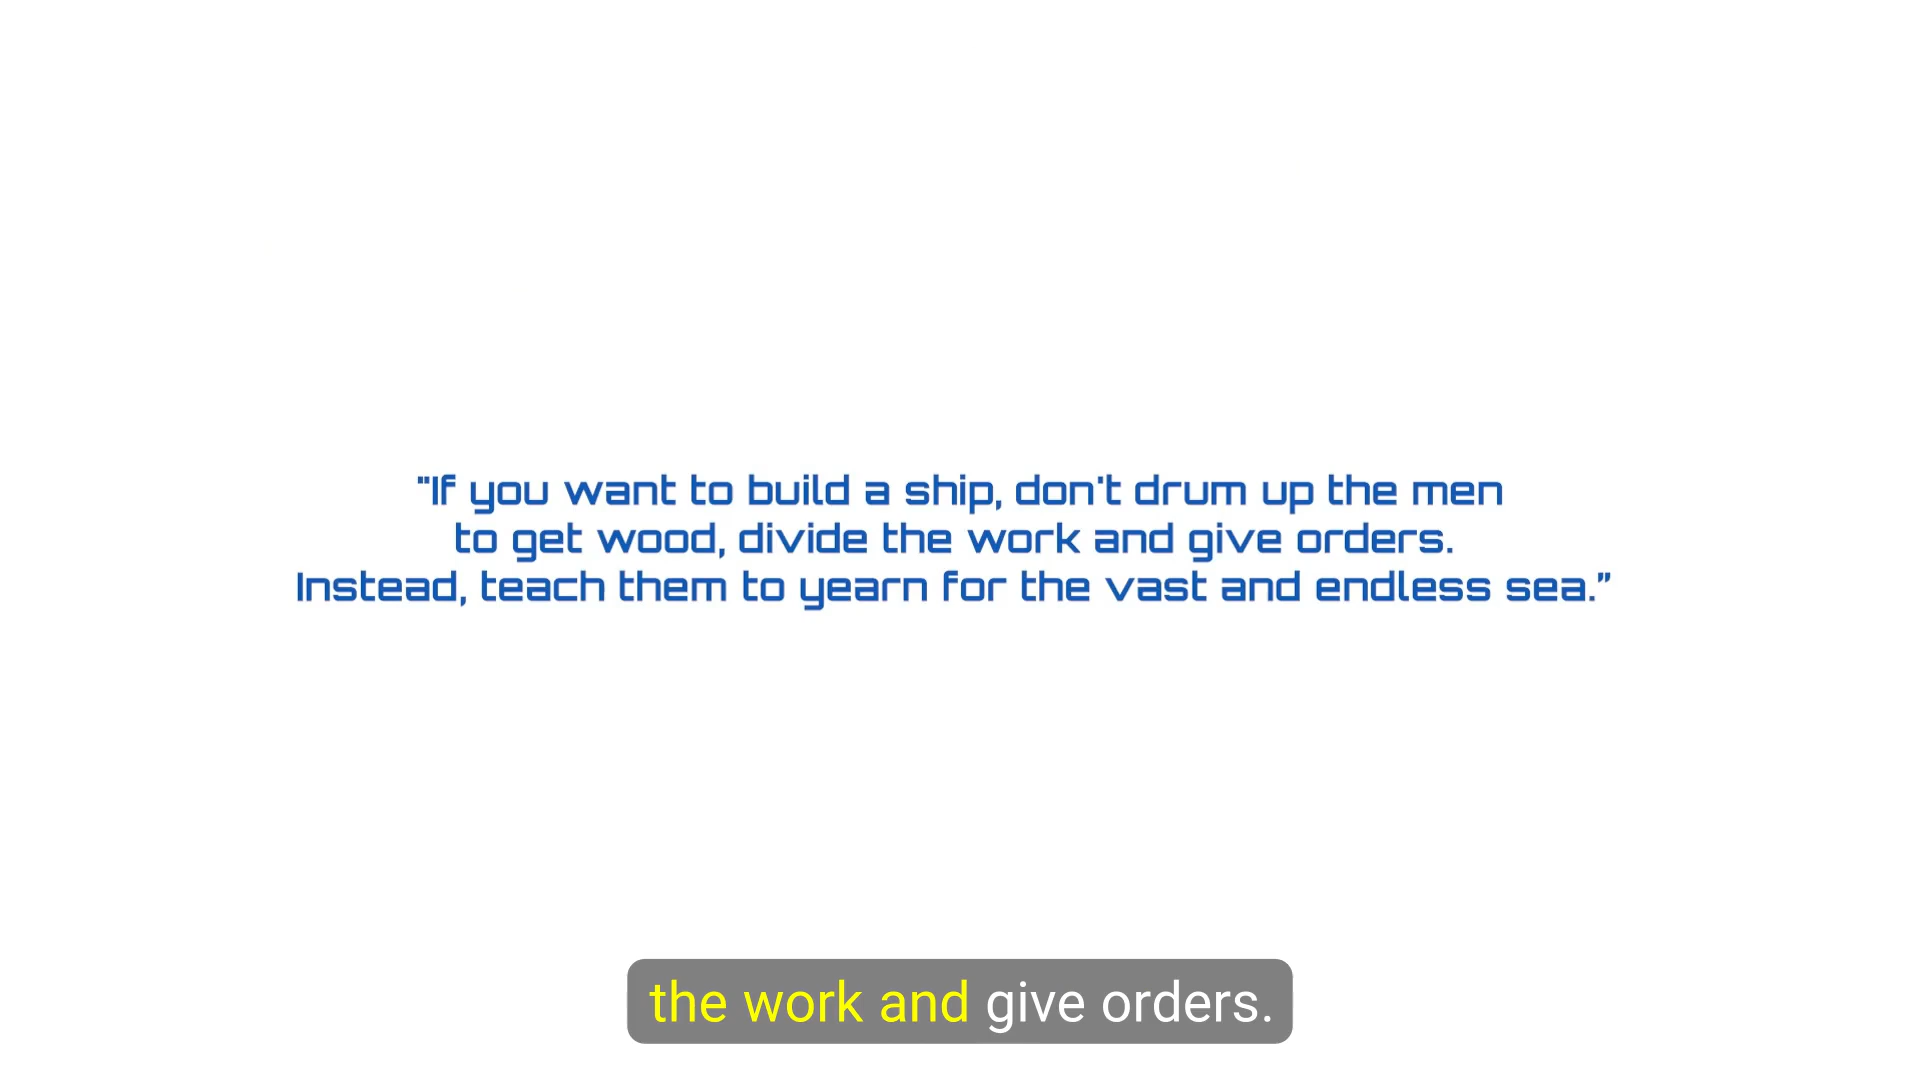 "If you want to build a ship, don't drum up the men
to get wood, divide the work and give orders.
Instead, teach them to yearn for the vast and endless sea.”
the work and give orders.